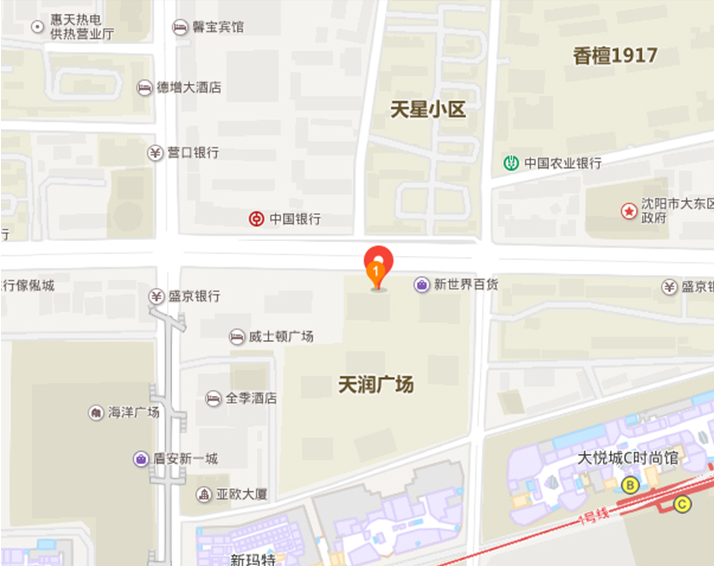 惠天热电
供热营业厅
馨宝宾馆
香檀1917
德增大酒店
天星小区
营口银行
中国农业银行
沈阳市大东区
政府
中国银行
行
1
新世界百货
行傢俬城
盛京银行
盛京银
威士顿广场
天润广场
全季酒店
海洋广场
大悦城C时尚馆
盾安新一城
B
亚欧大厦
C
1号线
新玛特